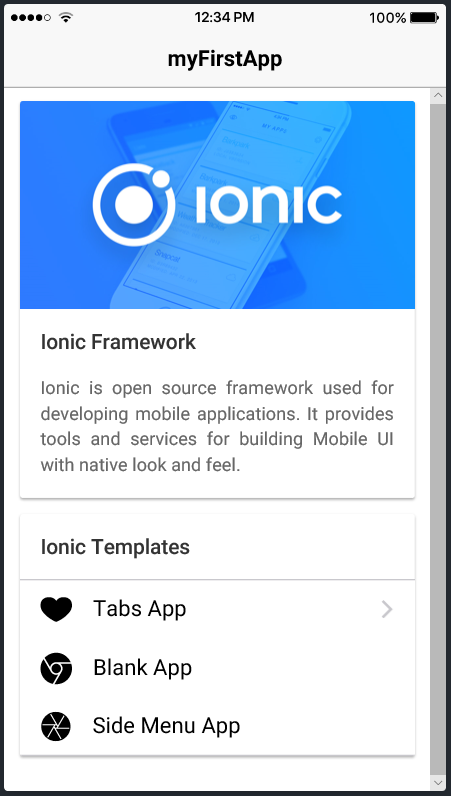 12:34 PM
100%
myFirstApp
MY APPS
IONIC
Ionic Framework
Ionic is open source framework used for
developing mobile applications. It provides
tools and services for building Mobile UI
with native look and feel.
Ionic Templates
Tabs App
Blank App
Side Menu App